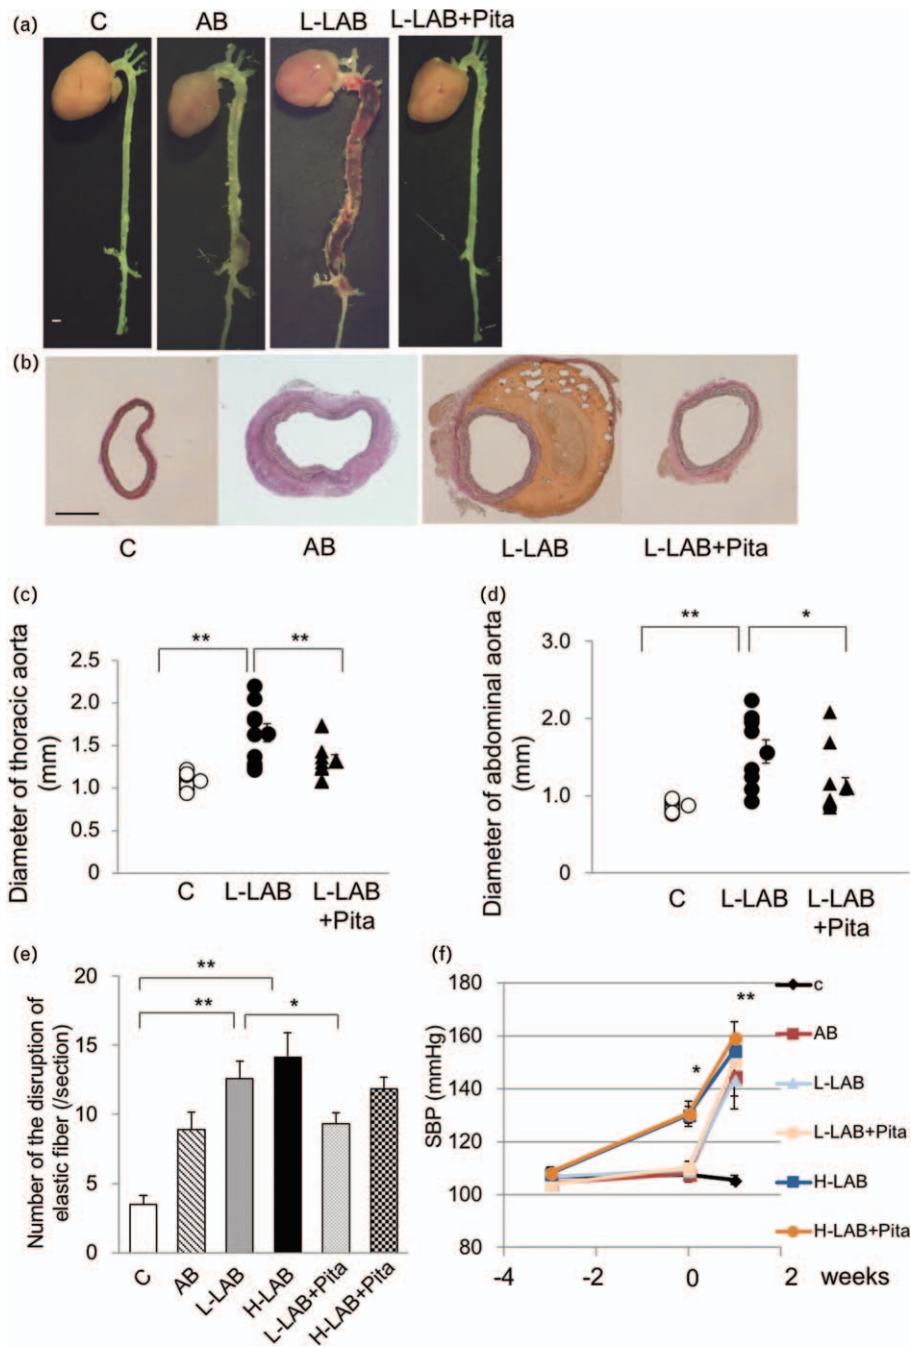 (a) C AB L-LAB L-LAB+Pita
(b)
C AB L-LAB L-LAB+Pita
(c)
Diameter of thoracic aorta
(mm)
2.5
2.0
1.5
1.0
0.5
0
** **
C L-LAB L-LAB
+Pita
(d)
Diameter of abdominal aorta
(mm)
3.0
2.0
1.0
0
** *
C L-LAB L-LAB
+Pita
(e)
Number of the disruption of
elastic fiber (/section)
20
15
10
5
0
**
** *
C AB L-LAB H-LAB L-LAB+Pita H-LAB+Pita
(f)
SBP (mmHg)
180
160
140
120
100
80
* **
-4 -2 0 2 weeks
c
AB
L-LAB
L-LAB+Pita
H-LAB
H-LAB+Pita